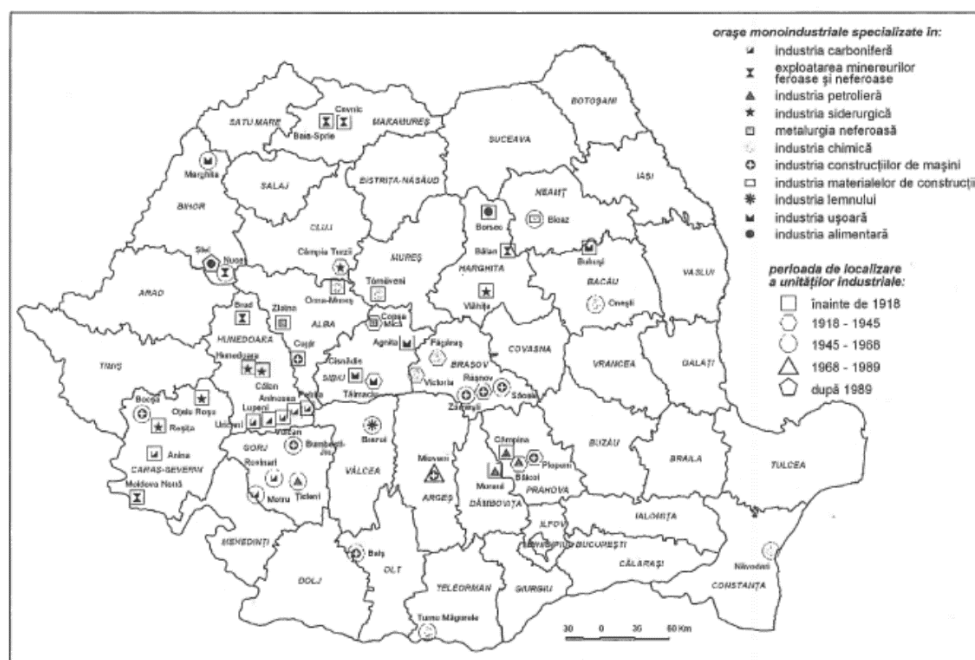 orașe monoindustriale specializate în:
industria carboniferă
exploatarea minereurilor
feroase și neferoase
industria petrolieră
industria siderurgică
metalurgia neferoasă
industria chimică
industria construcțiilor de mașini
industria materialelor de construcții
industria lemnului
industria ușoară
industria alimentară
perioada de localizare
a unităților industriale:
înainte de 1918
1918 - 1945
1945 - 1968
1968 - 1989
după 1989
BOTOȘANI
SATU MARE
Cavnic
Baia-Sprie
MARAMUREȘ
SUCEAVA
IAȘI
Marghita
SALAJ
BISTRIȚA-NĂSĂUD
NEAMȚ
BIHOR
CLUJ
Borsec
Bicaz
Câmpia Turzii
MUREȘ
Bălan
Buhuși
VASLUI
Nucet
HARGHITA
BACĂU
ARAD
Ocna-Mureș
Târnăveni
Vlăhița
Onești
Brad
Zlatna
ALBA
Copșa
Mică
HUNEDOARA
Cugir
Agnita
Făgăraș
COVASNA
Hunedoara
Cisnădie
BRASOV
VRANCEA
GALAȚI
TIMIȘ
Călan
SIBIU
Victoria
Râșnov
Aninoasa
Petrila
Tălmaciu
Zărnești
Săcele
Bocșa
Oțelu Roșu
Lupeni
Uricani
Vulcan
Reșița
GORJ
Bumbești-
Jiu
Brezoi
Câmpina
BUZĂU
BRAILA
TULCEA
Anina
Rovinari
VÂLCEA
Mioveni
Plopeni
CARAȘ-SEVERIN
Băicoi
Moldova Nouă
Motru
Țicleni
ARGEȘ
Moreni
PRAHOVA
DÂMBOVIȚA
IALOMIȚA
MEHEDINȚI
ILFOV
BUCUREȘTI
Balș
CĂLARAȘI
Năvodari
DOLJ
OLT
TELEORMAN
GIURGIU
CONSTANȚA
Turnu Măgurele
30 0 30 60 Km